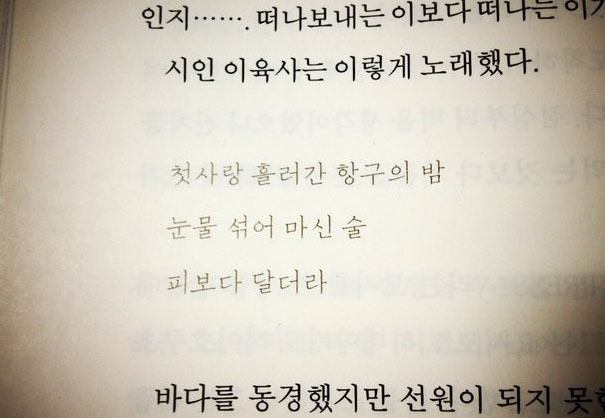 인지……. 떠나보내는 이보다 떠나는 이가
시인 이육사는 이렇게 노래했다.
첫사랑 흘러간 항구의 밤
눈물 섞어 마신 술
피보다 달더라
바다를 동경했지만 선원이 되지 못한